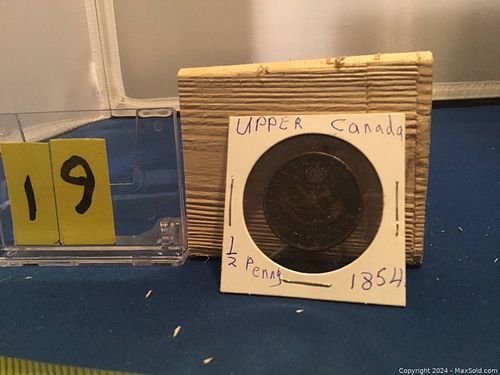 UPPER Canada
19
1/2 Penny 1854
Copyright 2024 - MaxSold.com